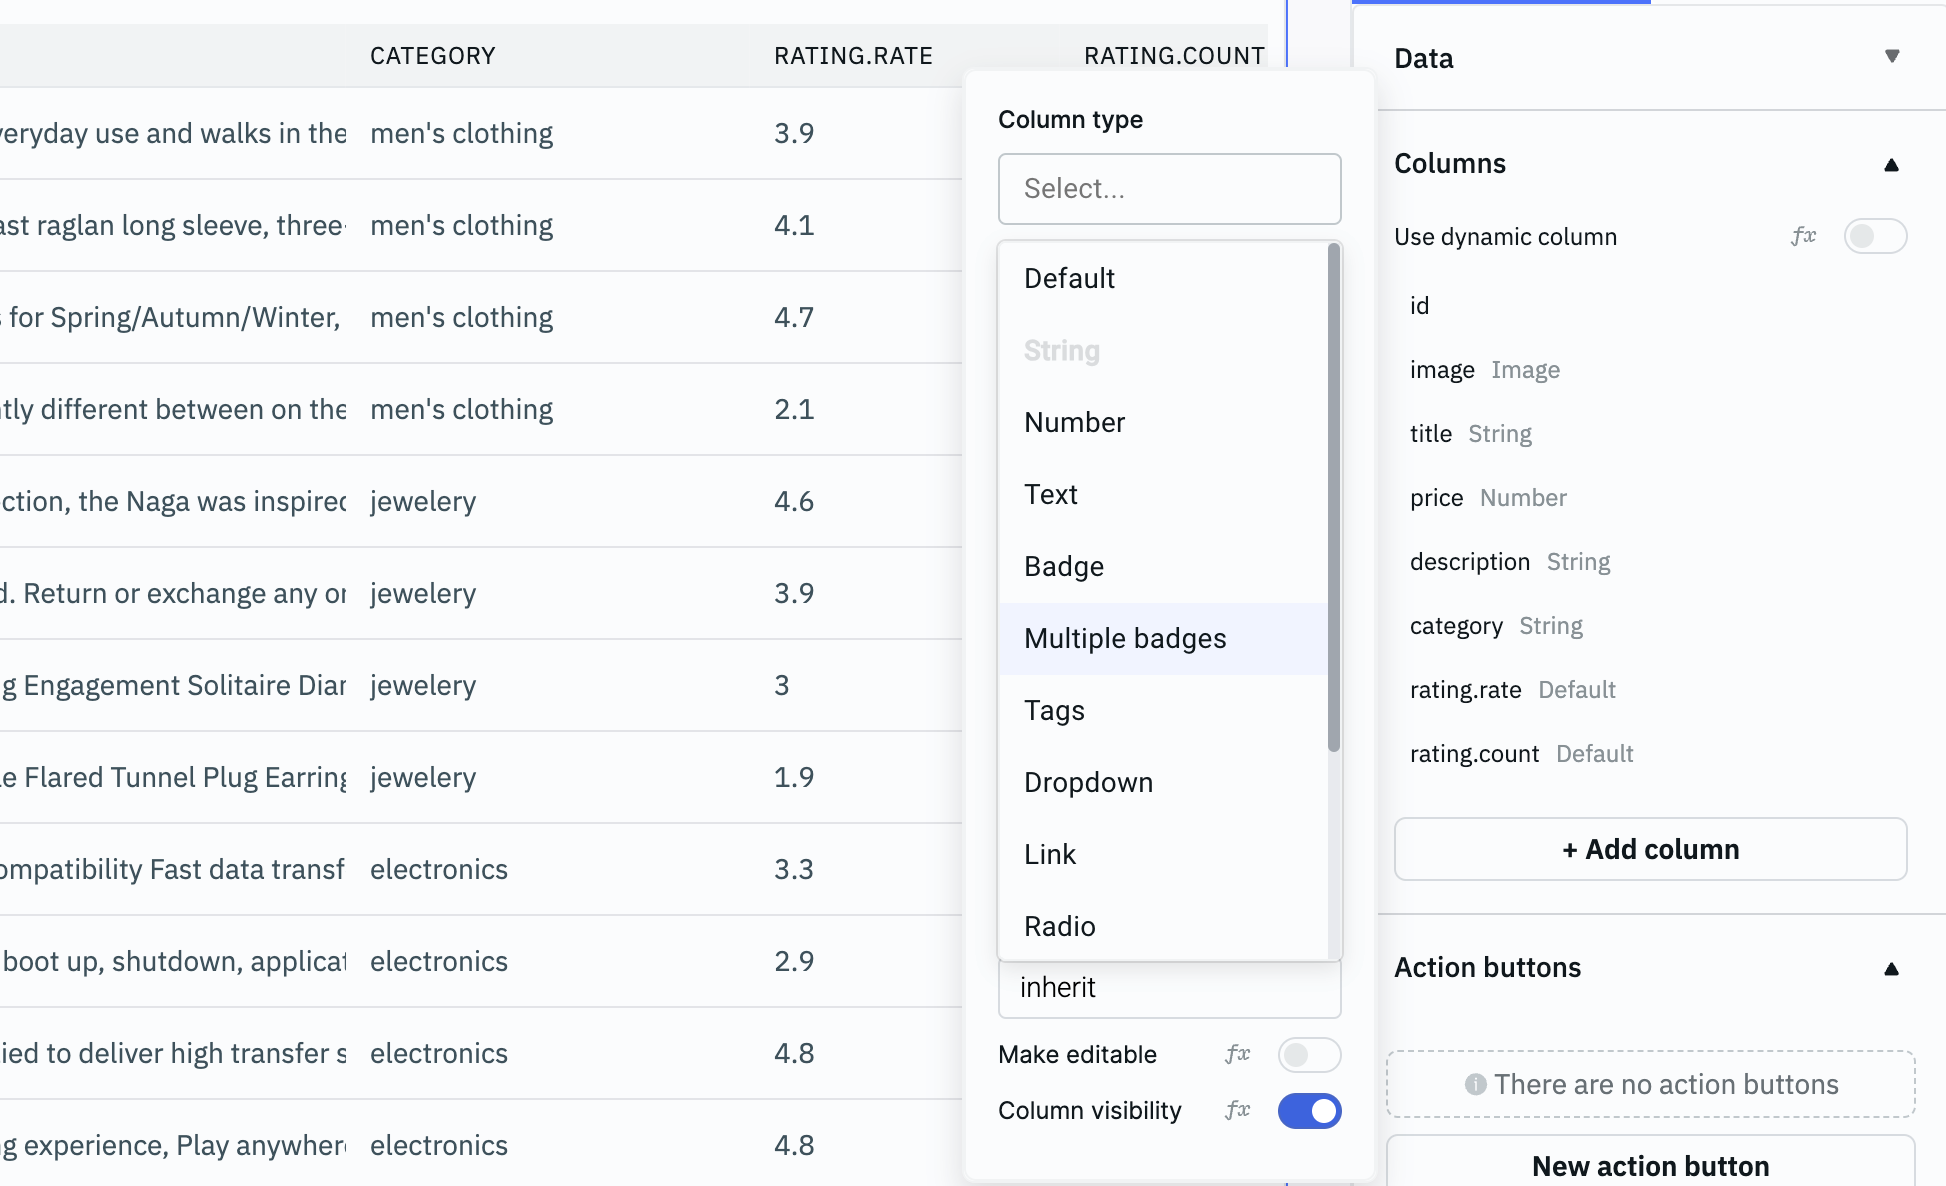 CATEGORY RATING.RATE RATING.COUNT
veryday use and walks in the men's clothing 3.9
ast raglan long sleeve, three- men's clothing 4.1
s for Spring/Autumn/Winter, men's clothing 4.7
tly different between on the men's clothing 2.1
ction, the Naga was inspired jewelery 4.6
d. Return or exchange any or jewelery 3.9
g Engagement Solitaire Diar jewelery 3
le Flared Tunnel Plug Earring jewelery 1.9
ompatibility Fast data transf electronics 3.3
boot up, shutdown, applicat electronics 2.9
ied to deliver high transfer s electronics 4.8
ng experience, Play anywhere electronics 4.8
Column type
Select...
Default
String
Number
Text
Badge
Multiple badges
Tags
Dropdown
Link
Radio
inherit
Make editable fx
Column visibility fx
Data
Columns
Use dynamic column fx
id
image Image
title String
price Number
description String
category String
rating.rate Default
rating.count Default
+ Add column
Action buttons
There are no action buttons
New action button